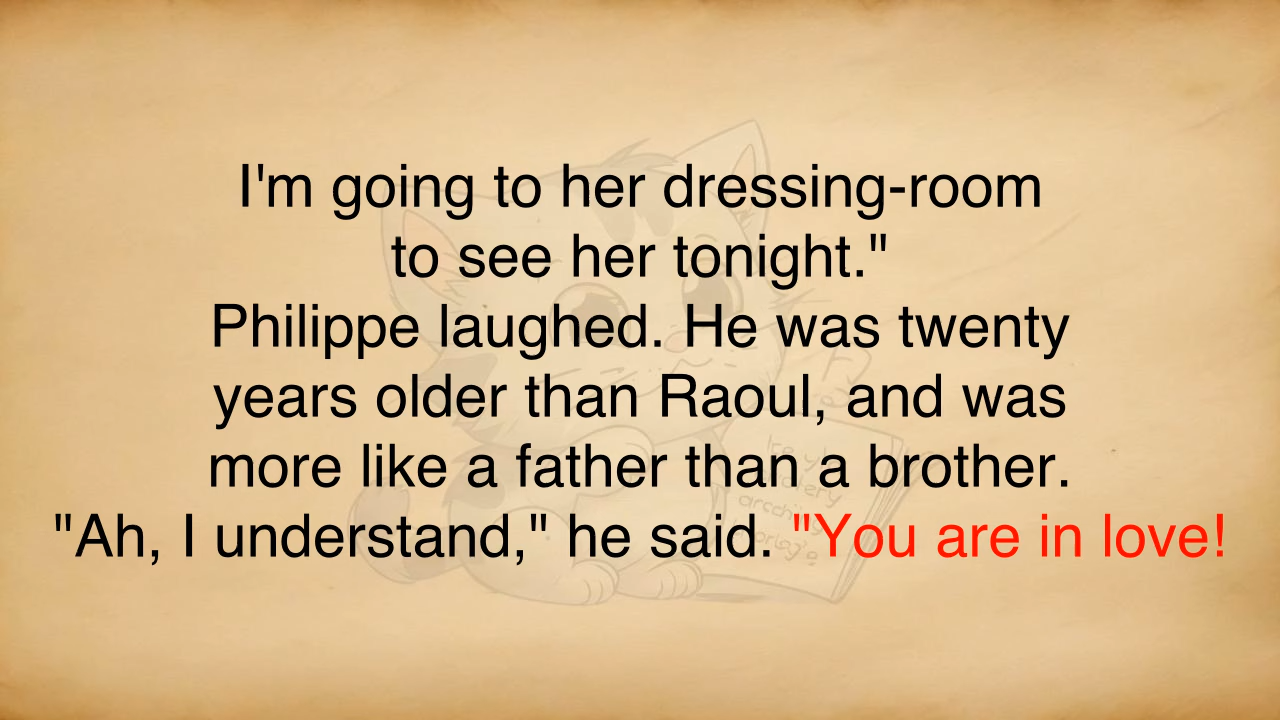 I'm going to her dressing-room
to see her tonight."
Philippe laughed. He was twenty
years older than Raoul, and was
more like a father than a brother.
"Ah, I understand," he said. "You are in love!